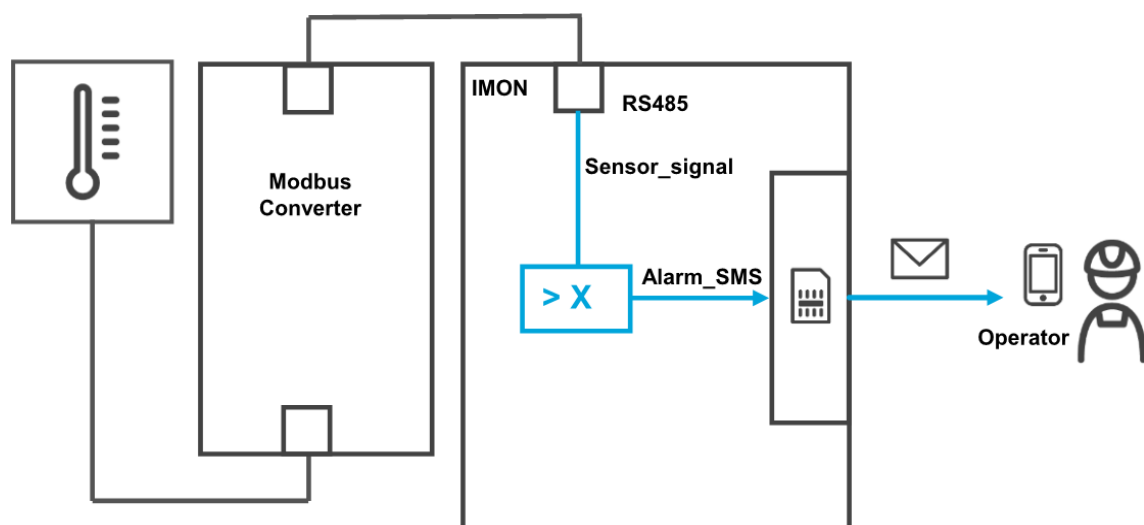 IMON
RS485
Modbus
Converter
Sensor_signal
> X
Alarm_SMS
Operator